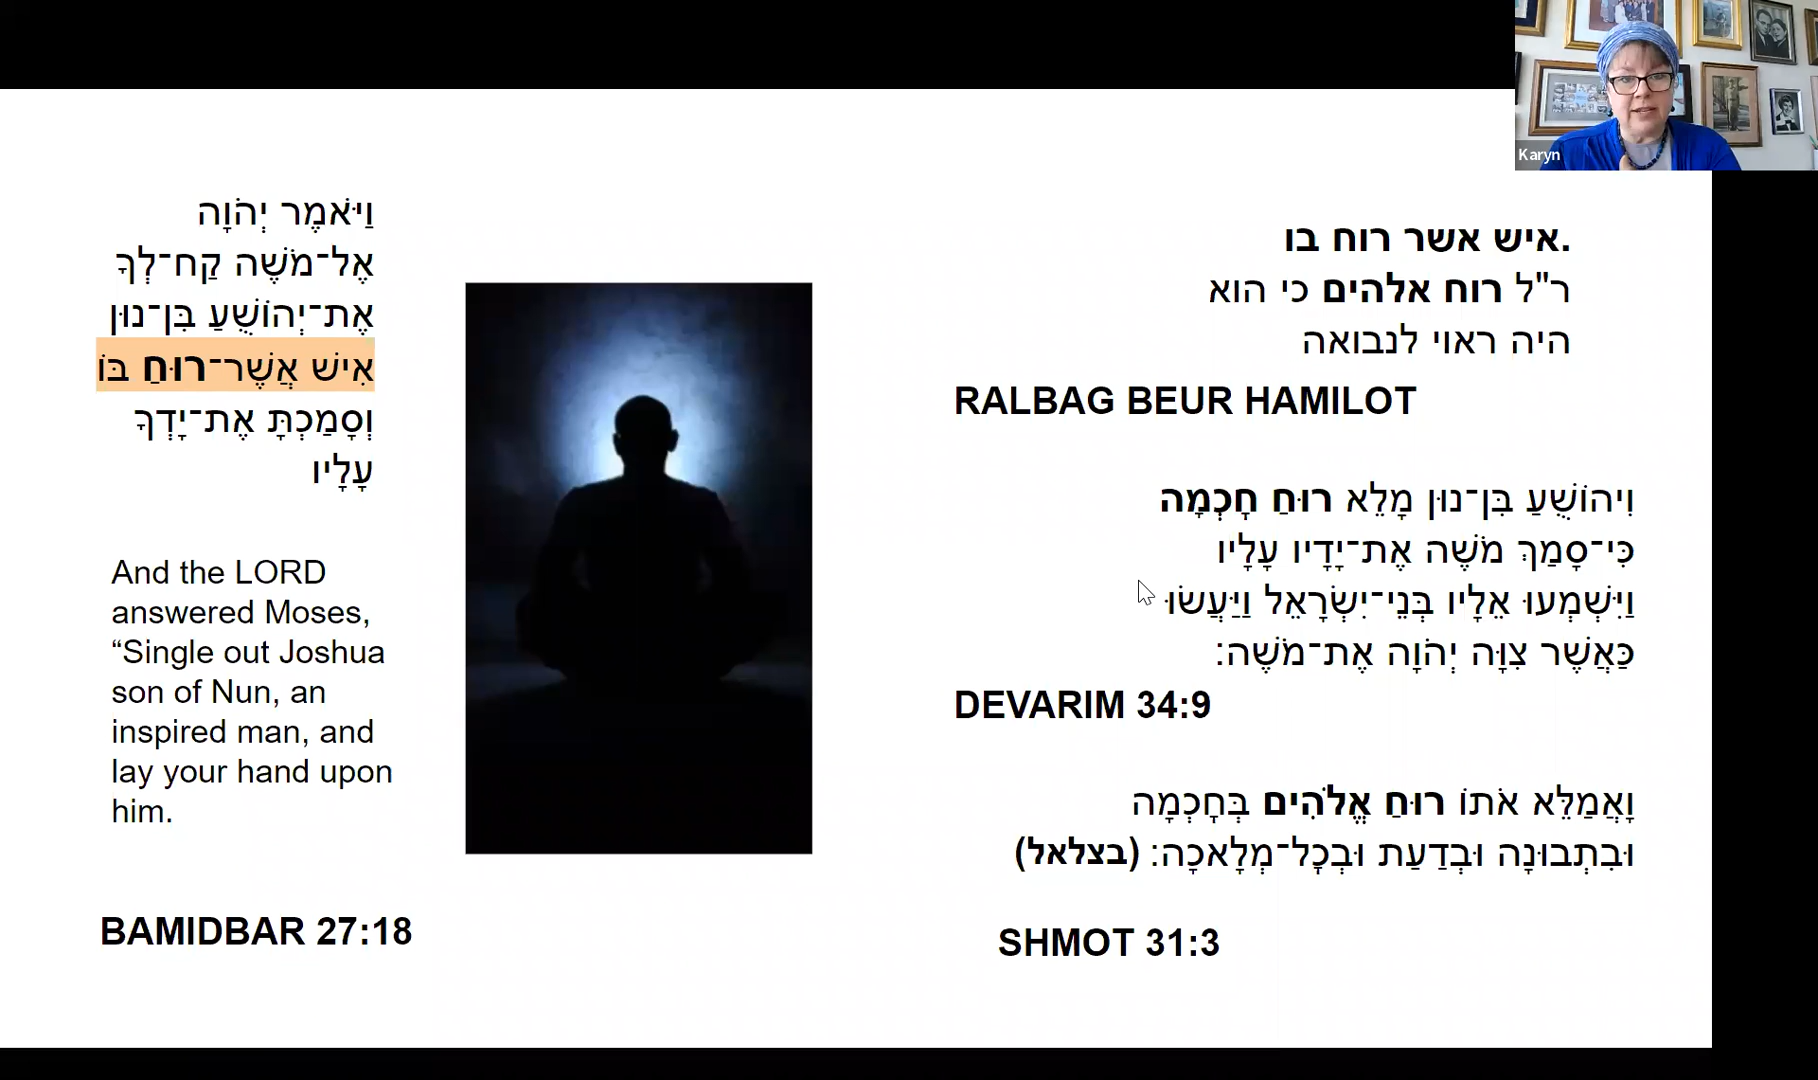 Karyn
וַיֹּאמֶר יְהֹוָה
אֶל־מֹשֶׁה קַח־לְךָ
אֶת־יְהוֹשֻׁעַ בִּן־נוּן
אִישׁ אֲשֶׁר־רוּחַ בּוֹ
וְסָמַכְתָּ אֶת־יָדְךָ
עָלָיו
And the LORD
answered Moses,
“Single out Joshua
son of Nun, an
inspired man, and
lay your hand upon
him.
BAMIDBAR 27:18
איש אשר רוח בו.
ר"ל רוח אלהים כי הוא
היה ראוי לנבואה
RALBAG BEUR HAMILOT
וִיהוֹשֻׁעַ בִּן־נוּן מָלֵא רוּחַ חָכְמָה
כִּי־סָמַךְ מֹשֶׁה אֶת־יָדָיו עָלָיו
וַיִּשְׁמְעוּ אֵלָיו בְּנֵי־יִשְׂרָאֵל וַיַּעֲשׂוּ
כַּאֲשֶׁר צִוָּה יְהֹוָה אֶת־מֹשֶׁה׃
DEVARIM 34:9
וָאֲמַלֵּא אֹתוֹ רוּחַ אֱלֹהִים בְּחׇכְמָה
וּבִתְבוּנָה וּבְדַעַת וּבְכׇל־מְלָאכָה׃ (בצלאל)
SHMOT 31:3